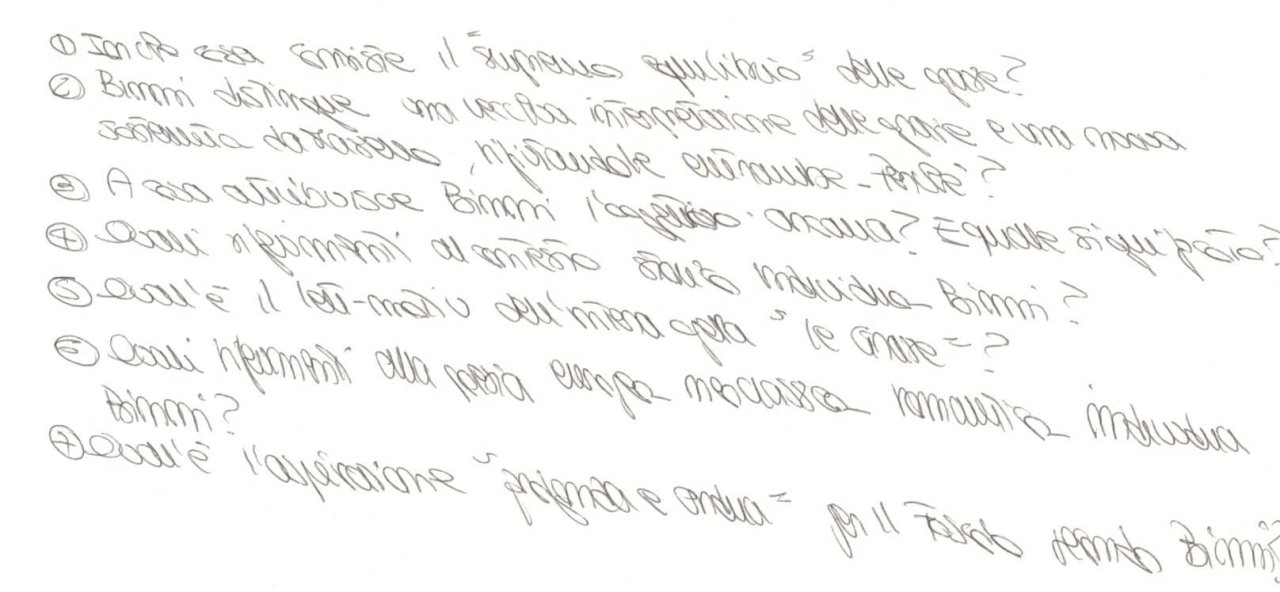 ① In che cosa consiste il "supremo equilibrio" delle grazie?
② Binni distingue una vecchia interpretazione delle grazie e una nuova
sostenuta da , rifiutandole entrambe - Perché?
③ A cosa attribuisce Binni l'aggettivo arcana? E quale significato?
④ Quali riferimenti al contesto storico individua Binni?
⑤ Qual'è il leit-motiv dell'intera opera "le Grazie"?
⑥ Quali riferimenti alla poesia europea neoclassica romantica individua
Binni?
⑦ Qual'è l'aspirazione "profonda e ardua" per il Foscolo secondo Binni?